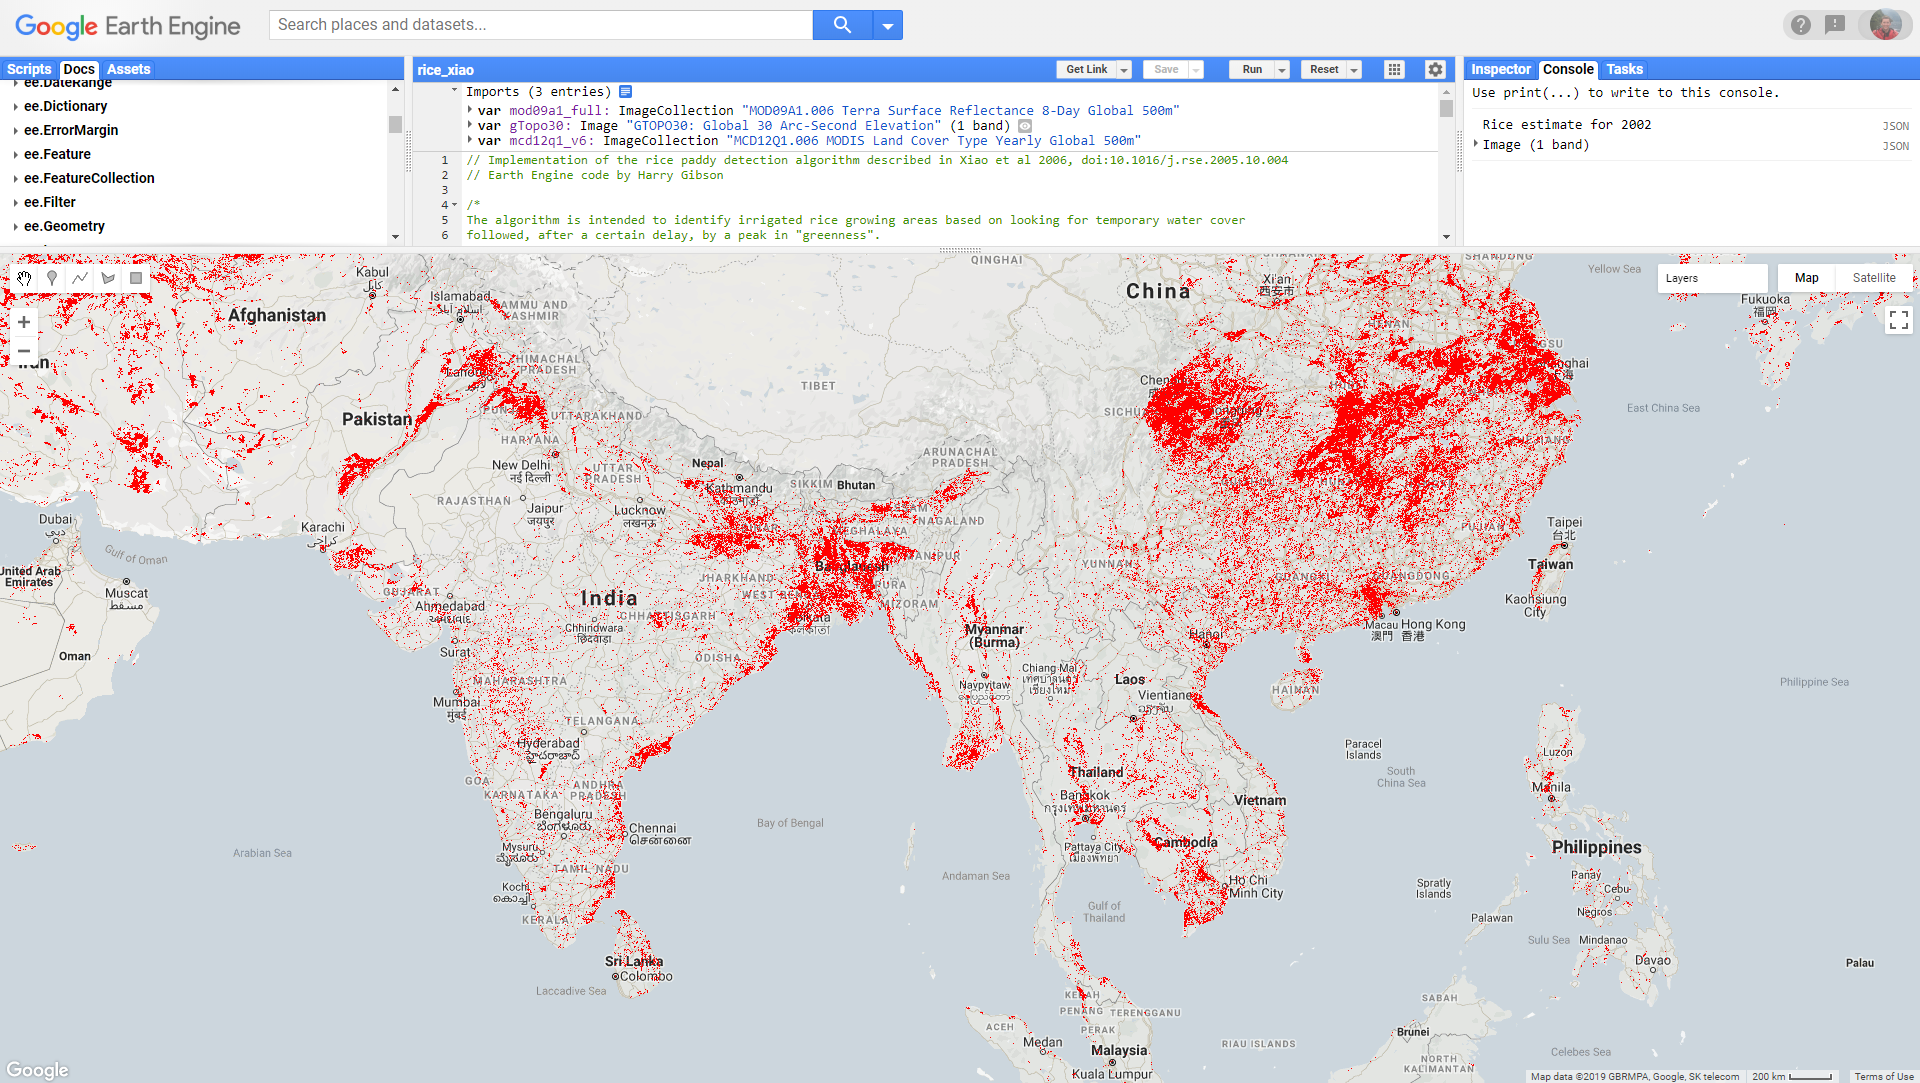 Google Earth Engine
Search places and datasets...
Scripts Docs Assets
ee.DateRange
ee.Dictionary
ee.ErrorMargin
ee.Feature
ee.FeatureCollection
ee.Filter
ee.Geometry
rice_xiao
Get Link Save Run Reset
Imports (3 entries)
var mod09a1_full: ImageCollection "MOD09A1.006 Terra Surface Reflectance 8-Day Global 500m"
var gTopo30: Image "GTOPO30: Global 30 Arc-Second Elevation" (1 band)
var mcd12q1_v6: ImageCollection "MCD12Q1.006 MODIS Land Cover Type Yearly Global 500m"
1 // Implementation of the rice paddy detection algorithm described in Xiao et al 2006, doi:10.1016/j.rse.2005.10.004
2 // Earth Engine code by Harry Gibson
3
4 /*
5 The algorithm is intended to identify irrigated rice growing areas based on looking for temporary water cover
6 followed, after a certain delay, by a peak in "greenness".
Inspector Console Tasks
Use print(...) to write to this console.
Rice estimate for 2002 JSON
Image (1 band) JSON
Layers
Map Satellite
QINGHAI
SHANDONG
Yellow Sea
Kabul
کابل
Islamabad
JAMMU AND
KASHMIR
China
Xi'an
西安市
Fukuoka
福岡
Afghanistan
HENAN
Iran
HIMACHAL
PRADESH
TIBET
East China Sea
Pakistan
UTTARAKHAND
HARYANA
New Delhi
नई दिल्ली
UTTAR
PRADESH
Nepal
Kathmandu
SIKKIM
Bhutan
ARUNACHAL
PRADESH
RAJASTHAN
Jaipur
जयपुर
Lucknow
लखनऊ
NAGALAND
Dubai
دبي
Karachi
کراچی
Gulf of Oman
United Arab
Emirates
Muscat
مسقط
Oman
GUJARAT
Ahmedabad
India
JHARKHAND
Bangladesh
MIZORAM
YUNNAN
Taipei
台北
Taiwan
Kaohsiung
City
Macau
澳門
Hong Kong
香港
Chhindwara
छिंदवाड़ा
CHHATTISGARH
কলকাতা
Surat
ODISHA
Myanmar
(Burma)
Hanoi
MAHARASHTRA
Mumbai
मुंबई
Naypyitaw
Chiang Mai
Laos
Vientiane
HAINAN
Philippine Sea
TELANGANA
Hyderabad
GOA
KARNATAKA
ANDHRA
PRADESH
Bengaluru
Chennai
சென்னை
Mysuru
TAMIL NADU
Kochi
KERALA
Bay of Bengal
Arabian Sea
Andaman Sea
Thailand
Bangkok
Pattaya City
เมืองพัทยา
Gulf of
Thailand
Cambodia
Vietnam
Ho Chi
Minh City
Paracel
Islands
South
China Sea
Luzon
Manila
Philippines
Panay
Cebu
Negros
Spratly
Islands
Palawan
Sulu Sea
Mindanao
Davao
Palau
Sri Lanka
Colombo
Laccadive Sea
KEDAH
PENANG
TERENGGANU
PERAK
ACEH
Medan
Malaysia
Kuala Lumpur
RIAU ISLANDS
SABAH
Brunei
NORTH
KALIMANTAN
Celebes Sea
Google
Map data ©2019 GBRMPA, Google, SK telecom 200 km Terms of Use